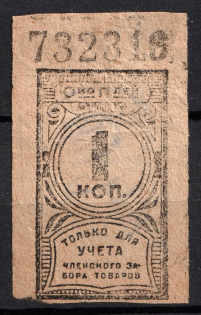 732316
1
КОП.
ТОЛЬКО ДЛЯ
УЧЕТА
ЧЛЕНСКОГО ЗА-
БОРА ТОВАРОВ